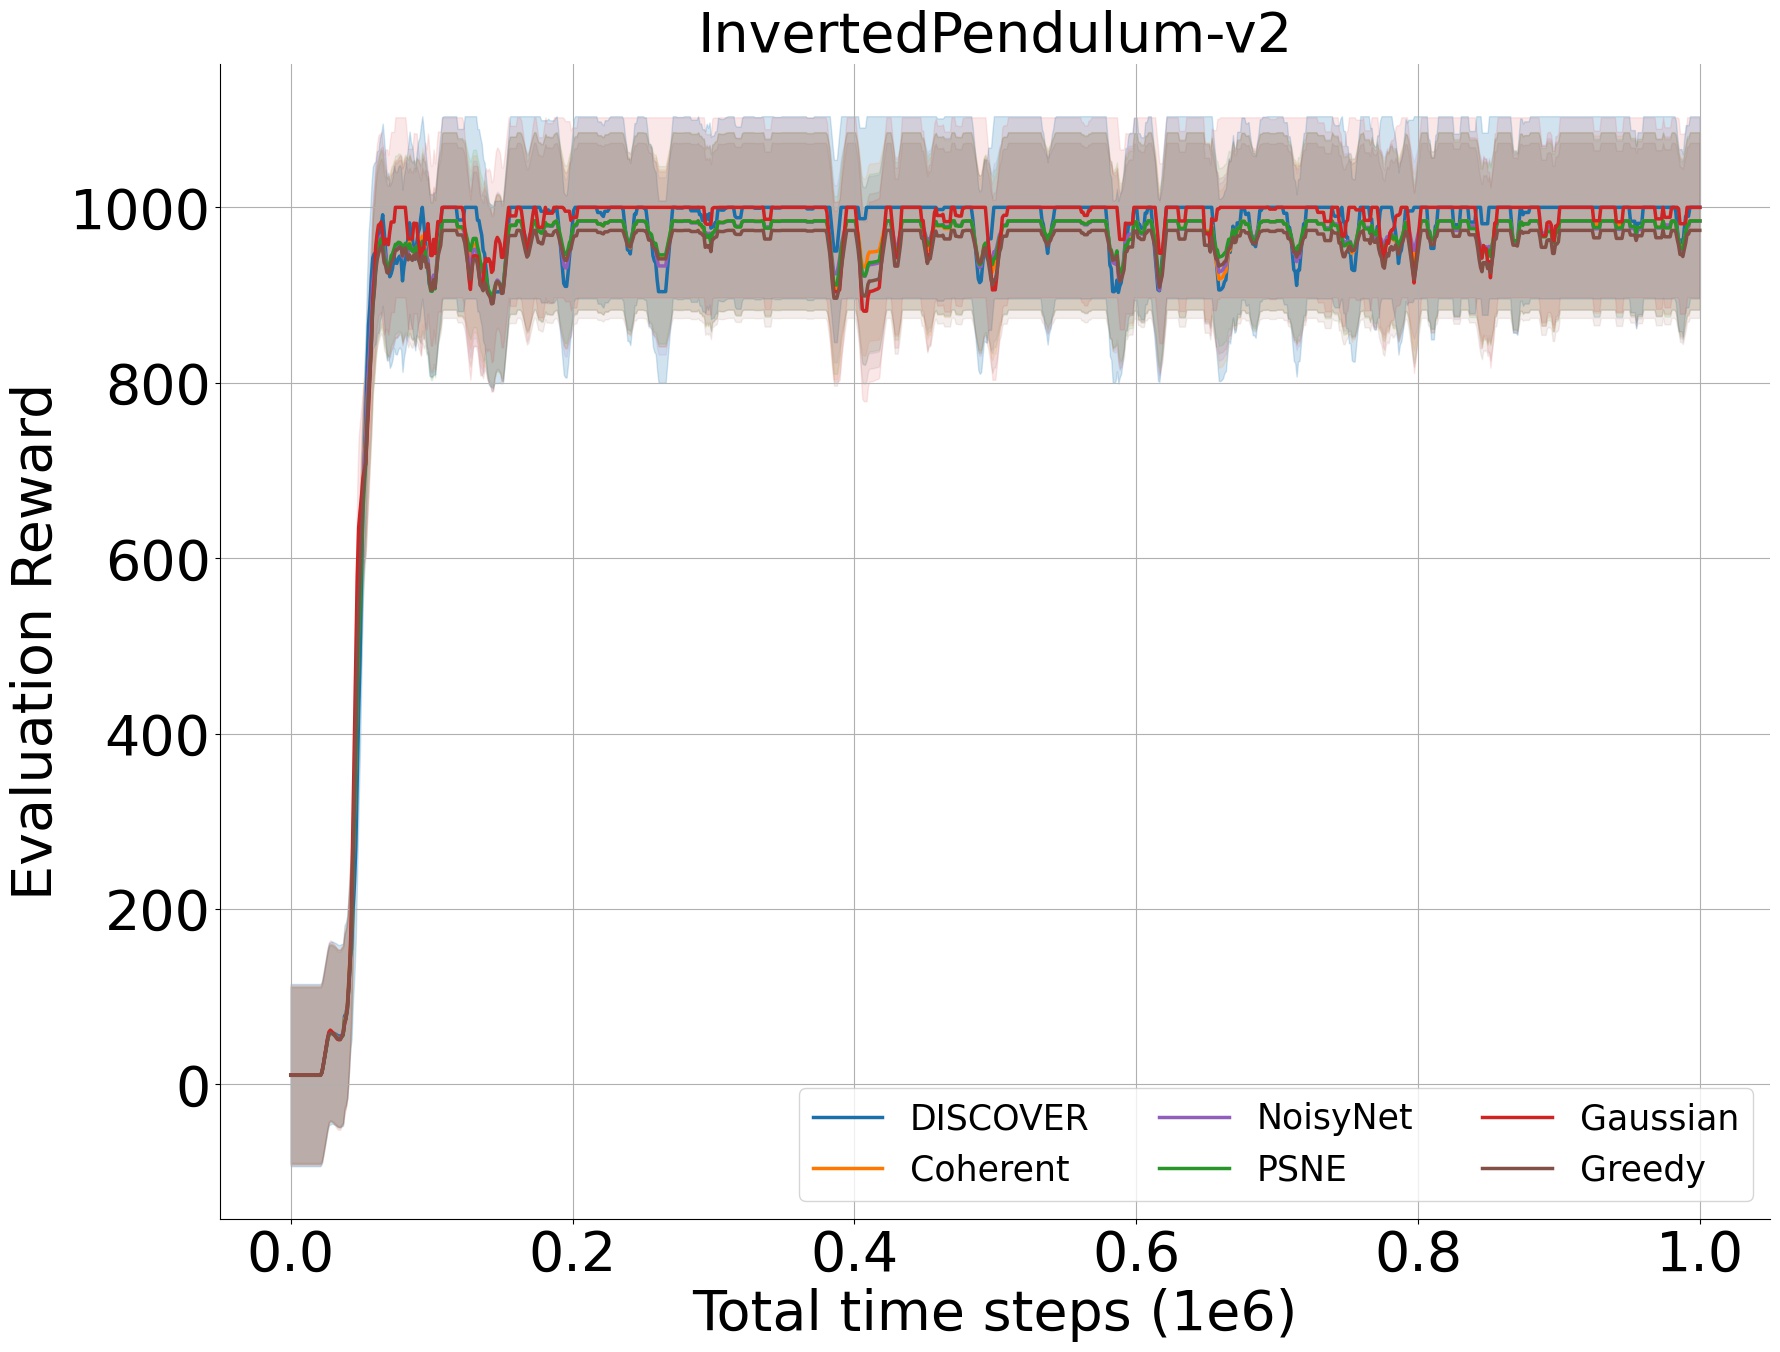 InvertedPendulum-v2
Evaluation Reward
1000
800
600
400
200
0
DISCOVER
Coherent
NoisyNet
PSNE
Gaussian
Greedy
0.0 0.2 0.4 0.6 0.8 1.0
Total time steps (1e6)